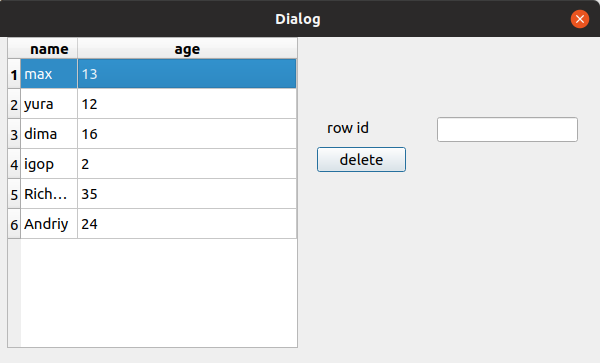 Dialog
name age
1 max 13
2 yura 12
3 dima 16
4 igop 2
5 Rich… 35
6 Andriy 24
row id
delete